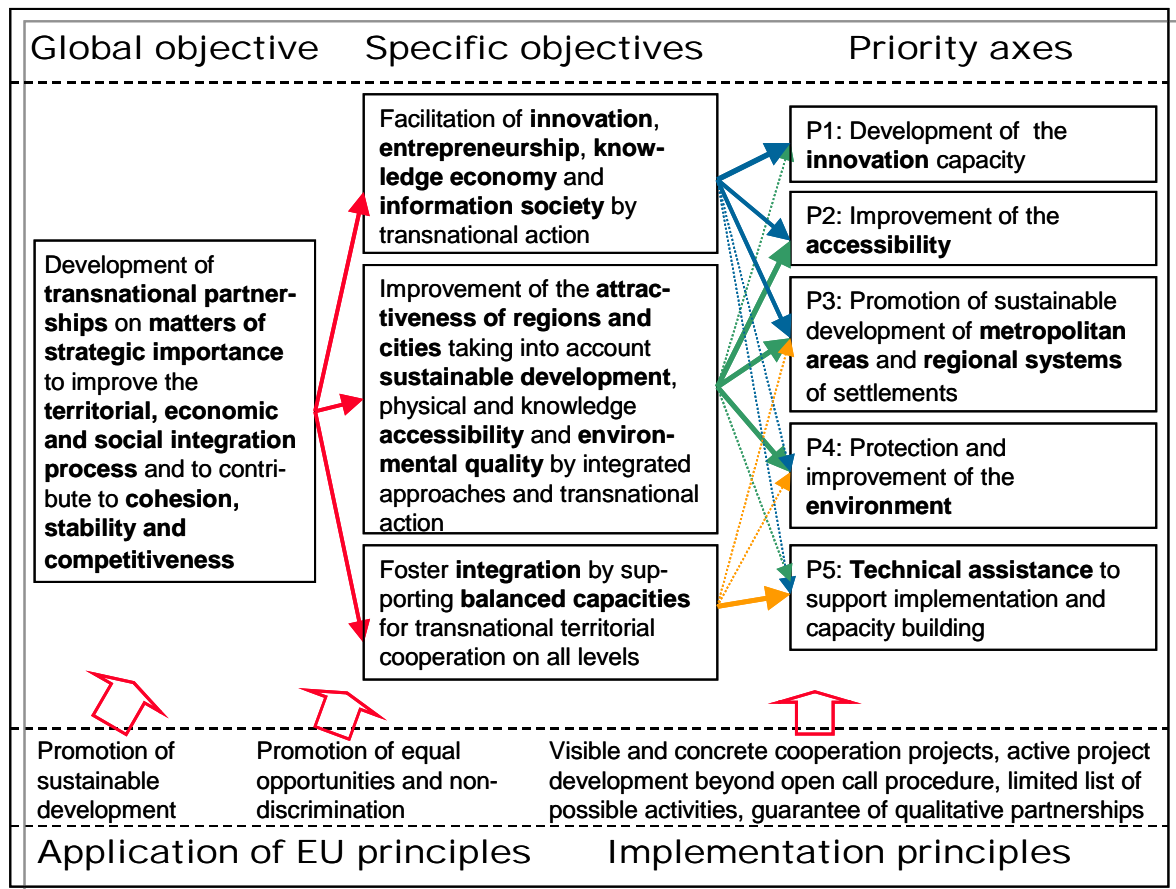 Global objective
Specific objectives
Priority axes
Development of
transnational partner-
ships on matters of
strategic importance
to improve the
territorial, economic
and social integration
process and to contri-
bute to cohesion,
stability and
competitiveness
Facilitation of innovation,
entrepreneurship, know-
ledge economy and
information society by
transnational action
Improvement of the attrac-
tiveness of regions and
cities taking into account
sustainable development,
physical and knowledge
accessibility and environ-
mental quality by integrated
approaches and transnational
action
Foster integration by sup-
porting balanced capacities
for transnational territorial
cooperation on all levels
P1: Development of the
innovation capacity
P2: Improvement of the
accessibility
P3: Promotion of sustainable
development of metropolitan
areas and regional systems
of settlements
P4: Protection and
improvement of the
environment
P5: Technical assistance to
support implementation and
capacity building
Promotion of
sustainable
development
Promotion of equal
opportunities and non-
discrimination
Visible and concrete cooperation projects, active project
development beyond open call procedure, limited list of
possible activities, guarantee of qualitative partnerships
Application of EU principles
Implementation principles